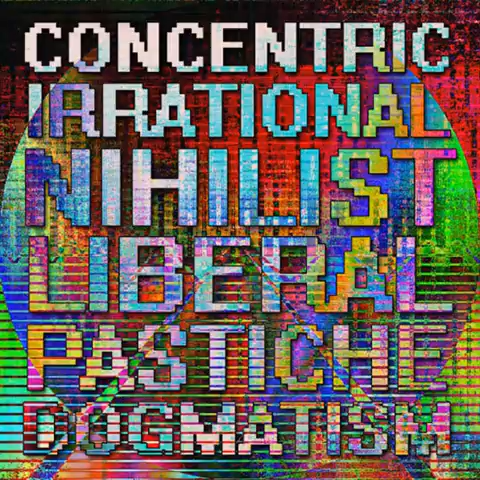 CONCENTRIC
IRRATIONAL
NIHILIST
LIBERAL
PASTICHE
DOGMATISM